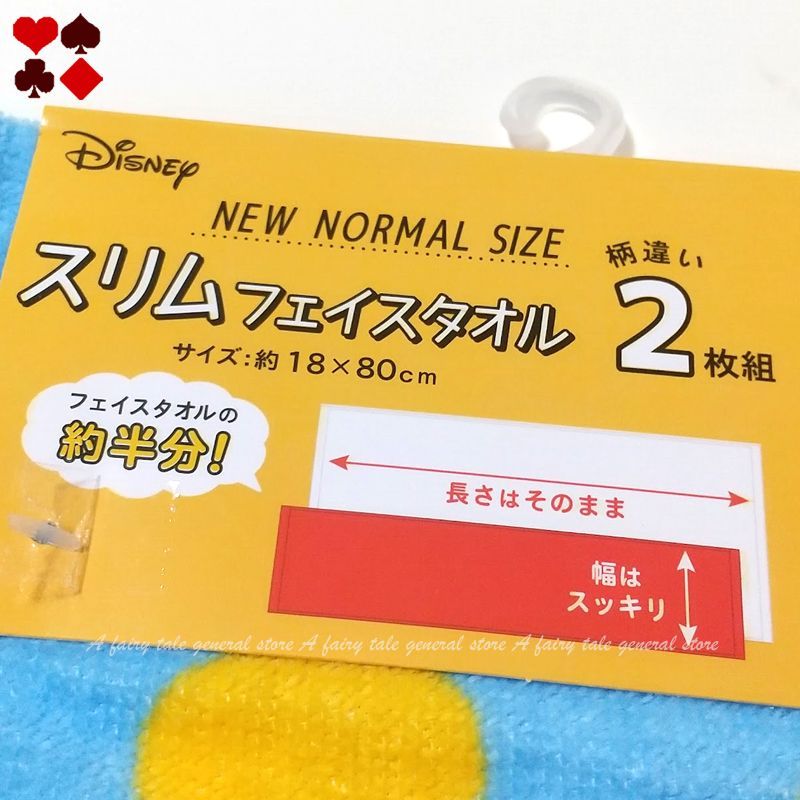 Disney
NEW NORMAL SIZE
スリムフェイスタオル
柄違い
2枚組
サイズ:約18×80cm
フェイスタオルの
約半分!
長さはそのまま
幅は
スッキリ
A fairy tale general store A fairy tale general store A fairy tale general store